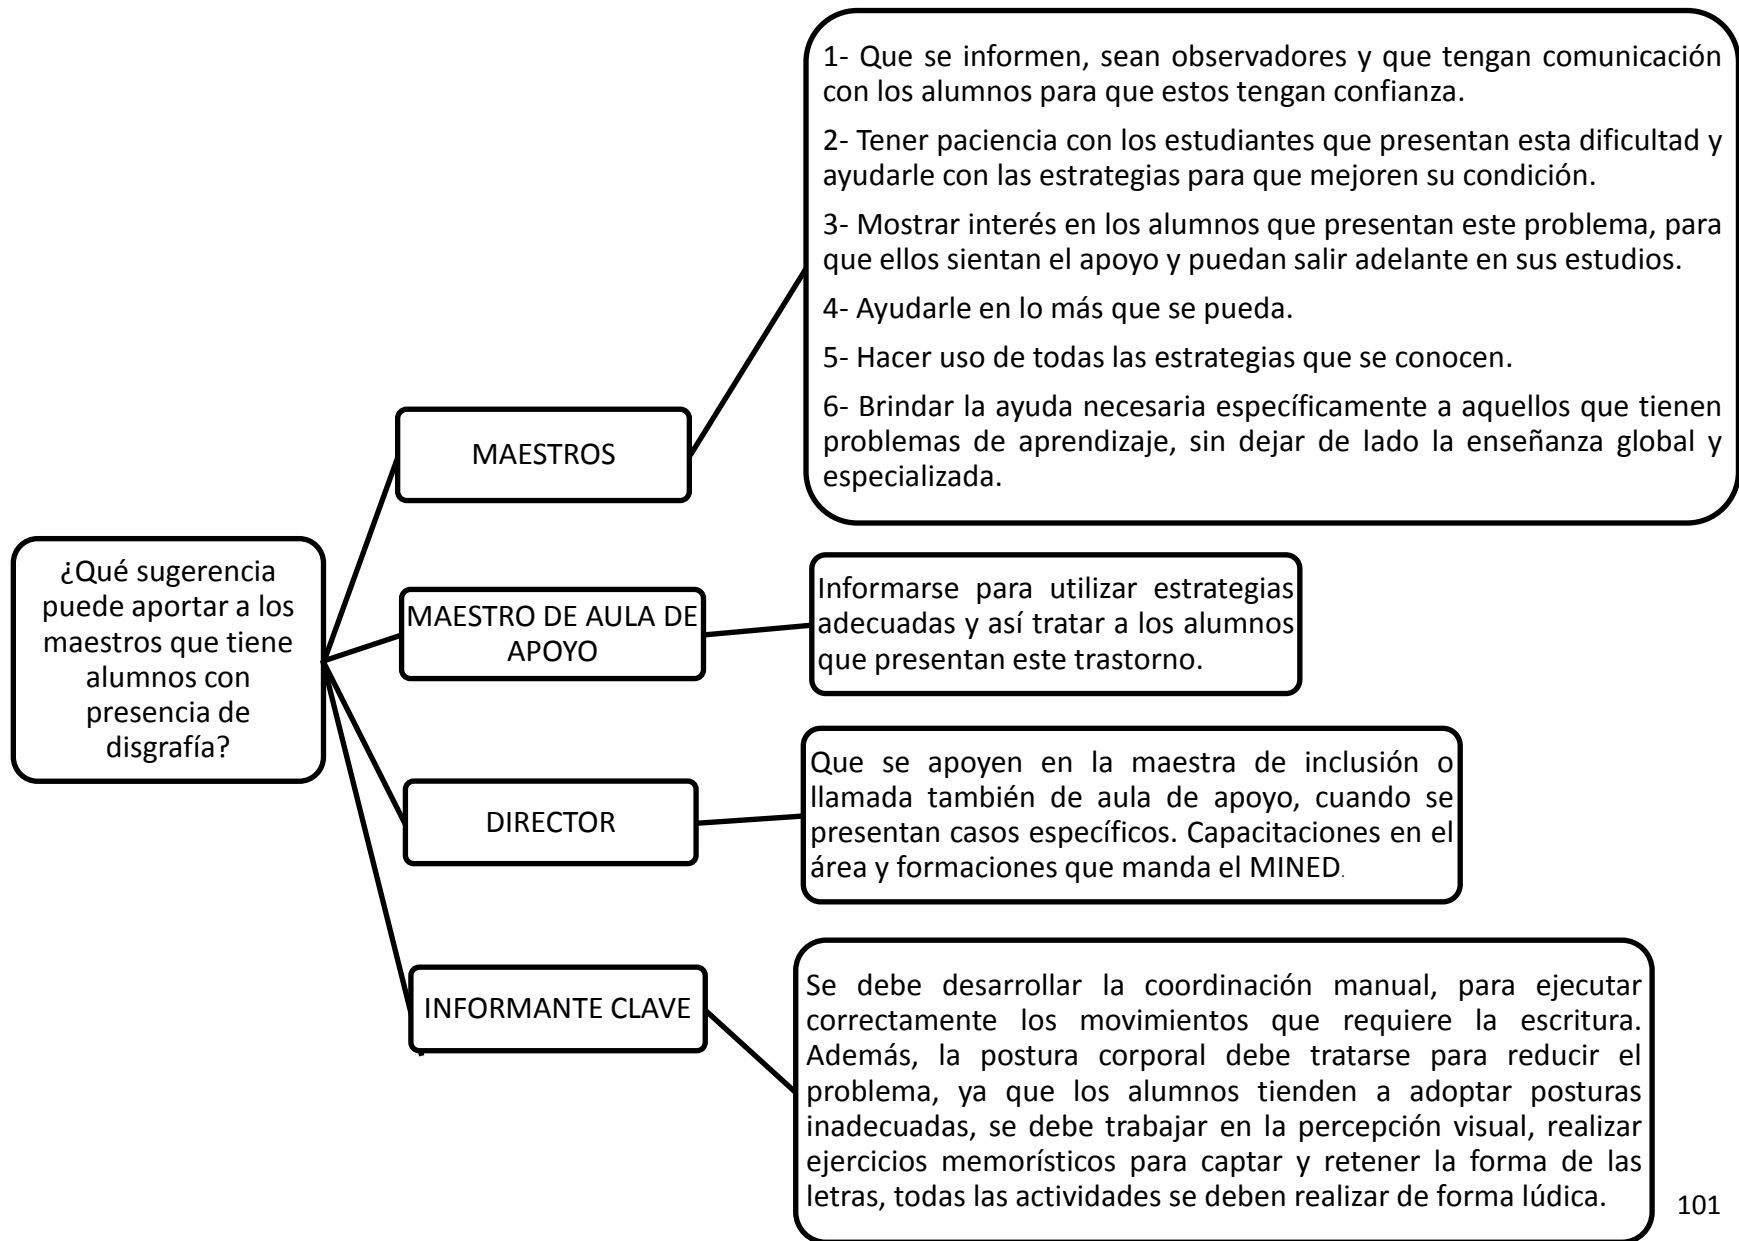 ¿Qué sugerencia
puede aportar a los
maestros que tiene
alumnos con
presencia de
disgrafía?
MAESTROS
1- Que se informen, sean observadores y que tengan comunicación
con los alumnos para que estos tengan confianza.
2- Tener paciencia con los estudiantes que presentan esta dificultad y
ayudarle con las estrategias para que mejoren su condición.
3- Mostrar interés en los alumnos que presentan este problema, para
que ellos sientan el apoyo y puedan salir adelante en sus estudios.
4- Ayudarle en lo más que se pueda.
5- Hacer uso de todas las estrategias que se conocen.
6- Brindar la ayuda necesaria específicamente a aquellos que tienen
problemas de aprendizaje, sin dejar de lado la enseñanza global y
especializada.
MAESTRO DE AULA DE
APOYO
Informarse para utilizar estrategias
adecuadas y así tratar a los alumnos
que presentan este trastorno.
DIRECTOR
Que se apoyen en la maestra de inclusión o
llamada también de aula de apoyo, cuando se
presentan casos específicos. Capacitaciones en el
área y formaciones que manda el MINED.
INFORMANTE CLAVE
Se debe desarrollar la coordinación manual, para ejecutar
correctamente los movimientos que requiere la escritura.
Además, la postura corporal debe tratarse para reducir el
problema, ya que los alumnos tienden a adoptar posturas
inadecuadas, se debe trabajar en la percepción visual, realizar
ejercicios memorísticos para captar y retener la forma de las
letras, todas las actividades se deben realizar de forma lúdica.
101